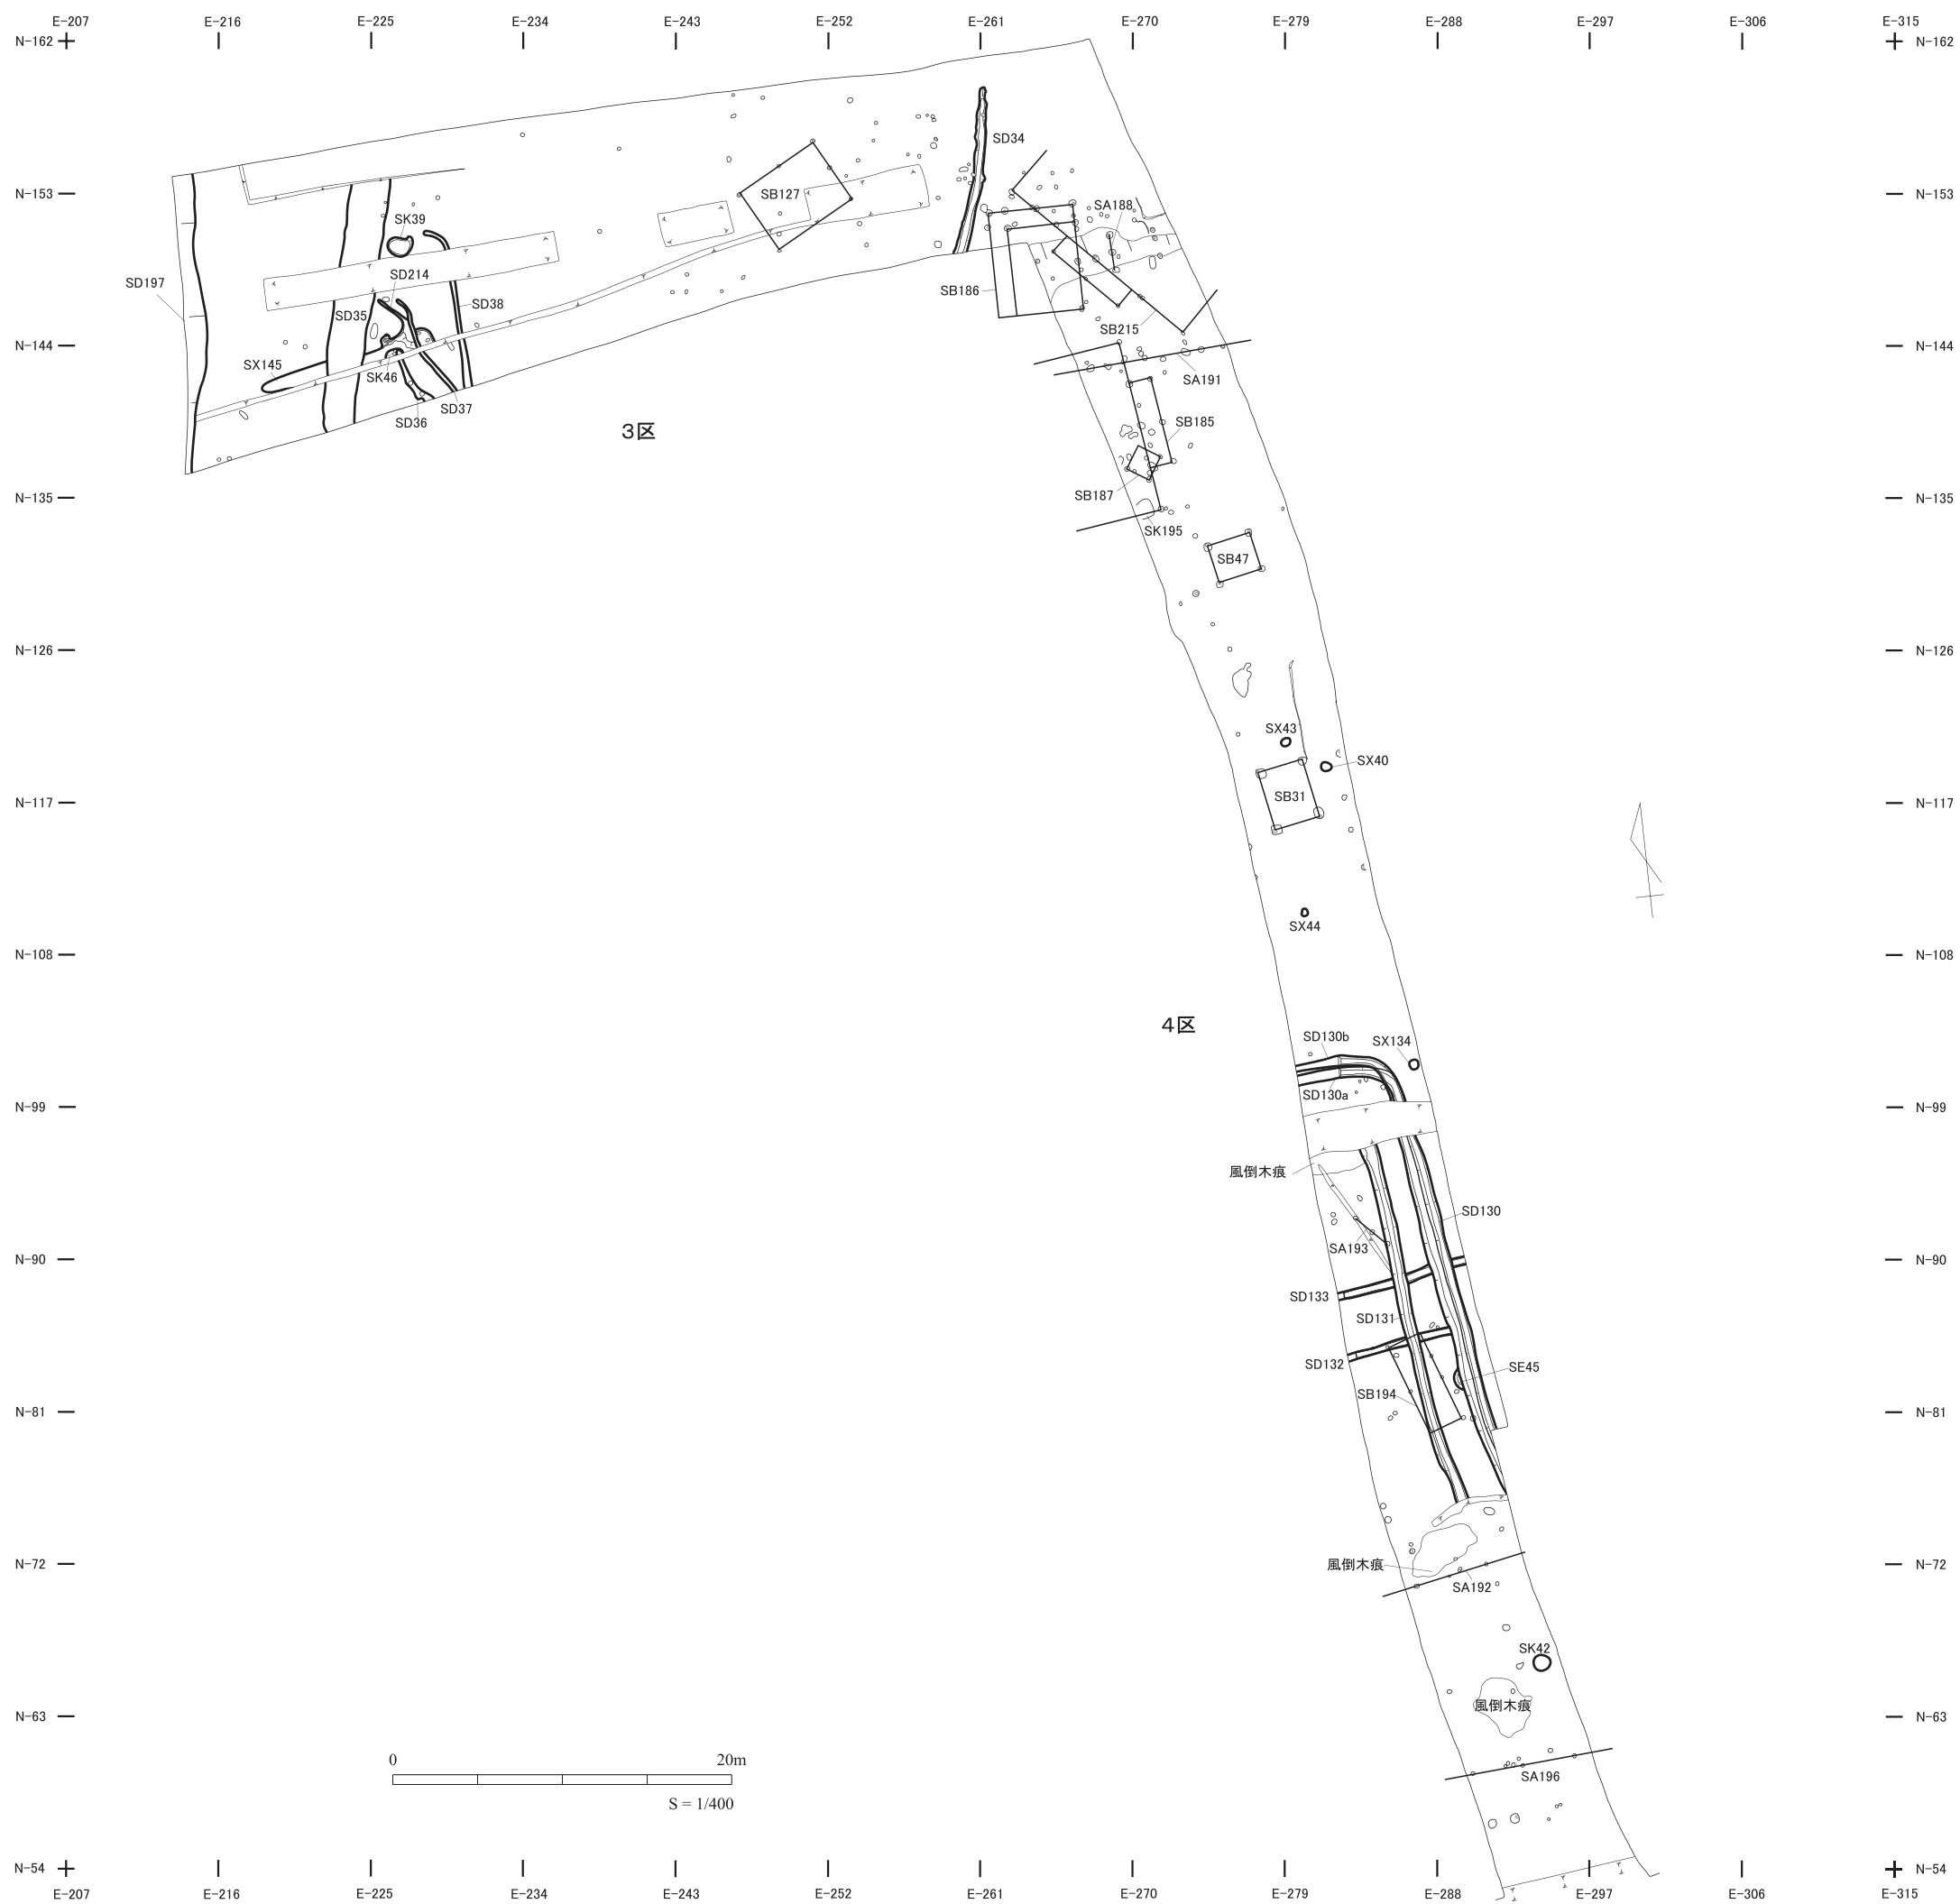 E-207 E-216 E-225 E-234 E-243 E-252 E-261 E-270 E-279 E-288 E-297 E-306 E-315
N-162 N-162
SD34
N-153 N-153
SB127
SA188
SK39
SD214
SD197
SD38
SB186
SD35
SB215
N-144 N-144
SX145
SK46
SA191
SD37
SD36
SB185
3区
SB187
N-135 N-135
SK195
SB47
N-126 N-126
SX43
SX40
SB31
N-117 N-117
SX44
N-108 N-108
4区
SD130b
SX134
SD130a
N-99 N-99
風倒木痕
SD130
SA193
N-90 N-90
SD133
SD131
SD132
SE45
SB194
N-81 N-81
N-72 N-72
風倒木痕
SA192
SK42
風倒木痕
N-63 N-63
0 20m
SA196
S = 1/400
N-54 N-54
E-207 E-216 E-225 E-234 E-243 E-252 E-261 E-270 E-279 E-288 E-297 E-306 E-315